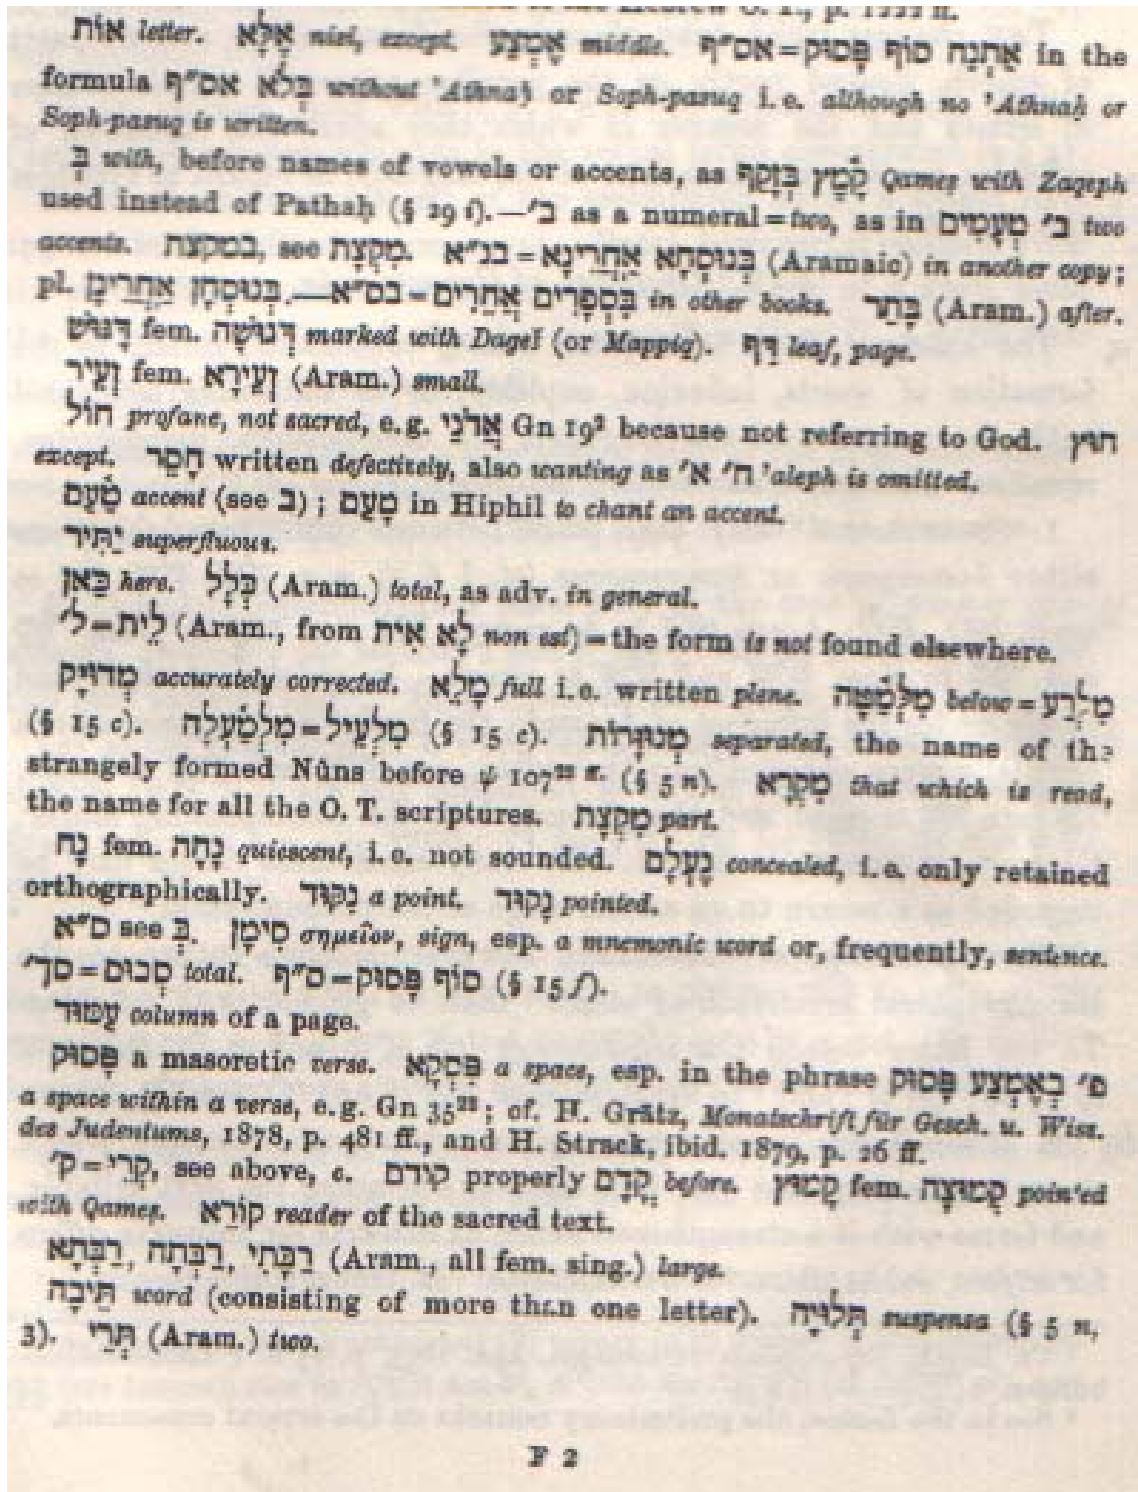 Hebrew O. T., p.
אוֹת letter. אֶלָּא nisi, except. אֶמְצַע middle. אַתְנָח סוֹף פָּסוּק=אס״ף in the
formula בְּלֹא אס״ף without 'Athnaḥ or Soph-pasuq i.e. although no 'Athnaḥ or
Soph-pasuq is written.
בְּ with, before names of vowels or accents, as קָמֶץ בְּזָקֵף Qameṣ with Zaqeph
used instead of Pathaḥ (§ 29 i).—ב׳ as a numeral=two, as in ב׳ טְעָמִים two
accents. במקצת, see מִקְצָת. בְּנוּסְחָא אַֽחֲרִינָא=בנ״א (Aramaic) in another copy;
pl. בְּנוּסְחָן אַֽחֲרִינָן.—בִּסְפָרִים אֲחֵרִים=בס״א in other books. בָּתַר (Aram.) after.
דָּגוּשׁ fem. דְּגוּשָׁה marked with Dageš (or Mappiq). דַּף leaf, page.
זְעֵיר fem. זְעֵירָא (Aram.) small.
חוֹל profane, not sacred, e.g. אֲדֹנַי Gn 19² because not referring to God. חוּץ
except. חָסֵר written defectively, also wanting as ח׳ א׳ 'aleph is omitted.
טַ֫עַם accent (see ב); טָעַם in Hiphil to chant an accent.
יַתִּיר superfluous.
כַּאן here. כְּלָל (Aram.) total, as adv. in general.
לֵית=ל׳ (Aram., from לָא אִית non est)=the form is not found elsewhere.
מְדוּיָּק accurately corrected. מָלֵא full i.e. written plene. מִלְּמַ֫טָּה below=מִלְּרַע
(§ 15 c). מִלְמַ֫עְלָה=מִלְּעֵיל (§ 15 c). מְנוּזָּרוֹת separated, the name of the
strangely formed Nûns before ψ 107²³ ff. (§ 5 n). מִקְרָא that which is read,
the name for all the O. T. scriptures. מִקְצָת part.
נָח fem. נָחָה quiescent, i.e. not sounded. נֶעְלָם concealed, i.e. only retained
orthographically. נִקּוּד a point. נָקוּד pointed.
ס״א see בְּ. סִימָן σημεῖον, sign, esp. a mnemonic word or, frequently, sentence.
סְכוּם=סך׳ total. סוֹף פָּסוּק=ס״ף (§ 15 f).
עַמּוּד column of a page.
פָּסוּק a masoretic verse. פִּסְקָא a space, esp. in the phrase פ׳ בְּאֶמְצַע פָּסוּק
a space within a verse, e.g. Gn 35²²; cf. H. Grätz, Monatschrift für Gesch. u. Wiss.
des Judentums, 1878, p. 481 ff., and H. Strack, ibid. 1879, p. 26 ff.
קְרִי=ק׳, see above, c. קודם properly קֳדָם before. קָמוּץ fem. קְמוּצָה pointed
with Qameṣ. קוֹרֵא reader of the sacred text.
רַבָּתִי, רַבְּתָה, רַבְּתָא (Aram., all fem. sing.) large.
תֵּיבָה word (consisting of more than one letter). תְּלוּיָה suspensa (§ 5 n,
3). תְּרֵי (Aram.) two.
F 2